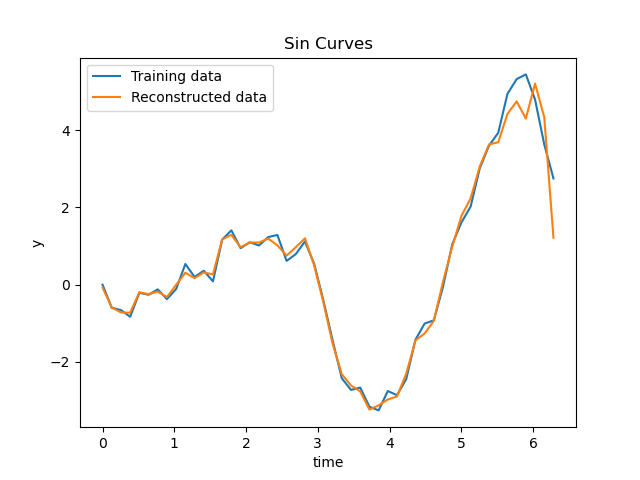 Sin Curves
Training data
Reconstructed data
4
2
0
−2
y
0 1 2 3 4 5 6
time